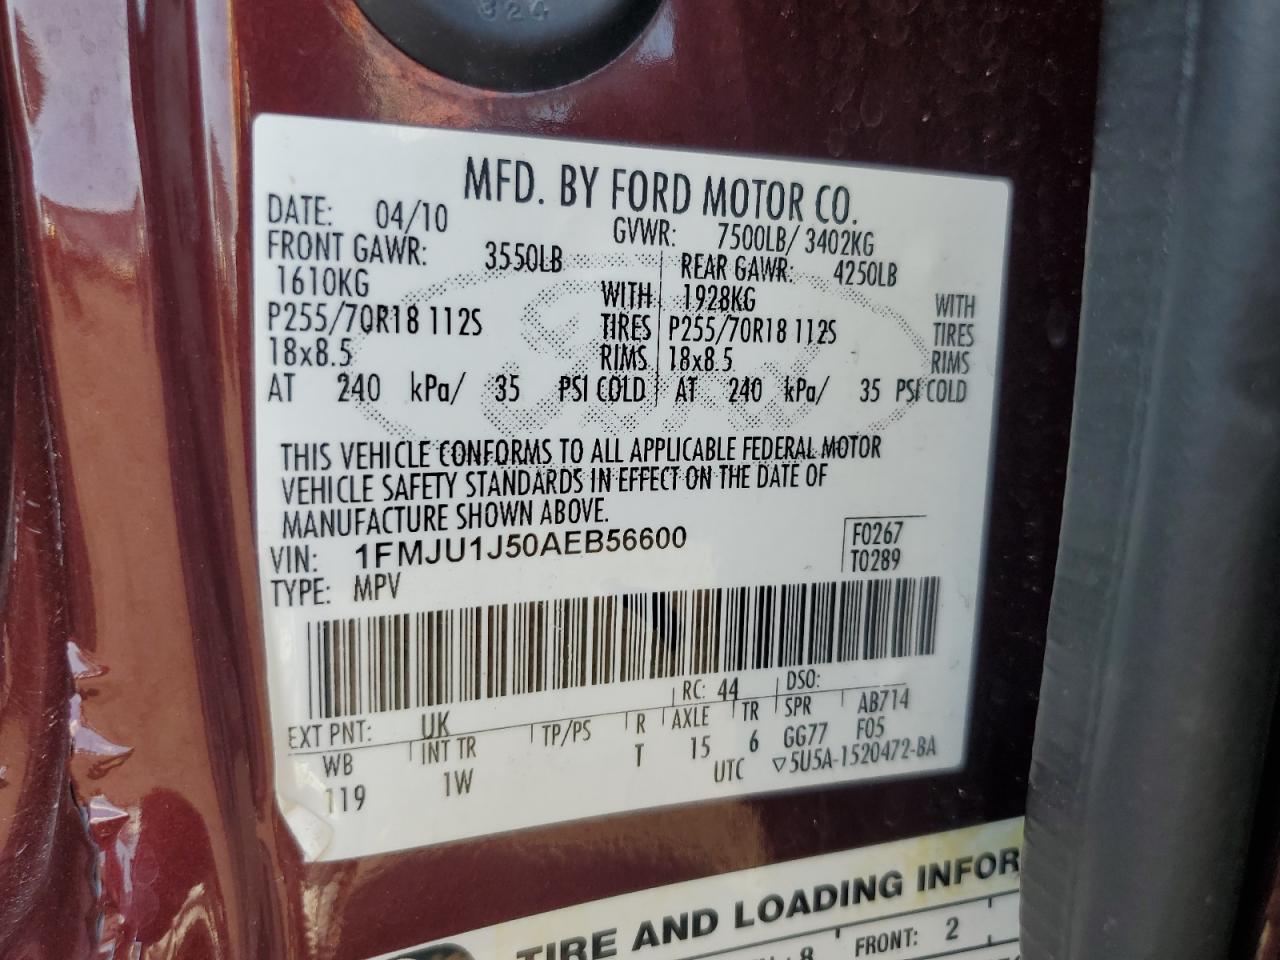 324
MFD. BY FORD MOTOR CO.
DATE: 04/10 GVWR: 7500LB/ 3402KG
FRONT GAWR: 3550LB REAR GAWR: 4250LB
1610KG WITH 1928KG WITH
P255/70R18 112S TIRES P255/70R18 112S TIRES
18x8.5 RIMS 18x8.5 RIMS
AT 240 kPa/ 35 PSI COLD AT 240 kPa/ 35 PSI COLD
THIS VEHICLE CONFORMS TO ALL APPLICABLE FEDERAL MOTOR
VEHICLE SAFETY STANDARDS IN EFFECT ON THE DATE OF
MANUFACTURE SHOWN ABOVE.
VIN: 1FMJU1J50AEB56600 F0267
TYPE: MPV T0289
EXT PNT: UK RC: 44 DSO:
WB INT TR TP/PS R AXLE TR SPR AB714
119 1W T 15 6 GG77 F05
UTC ▽5U5A-1520472-BA
TIRE AND LOADING INFOR
8 FRONT: 2